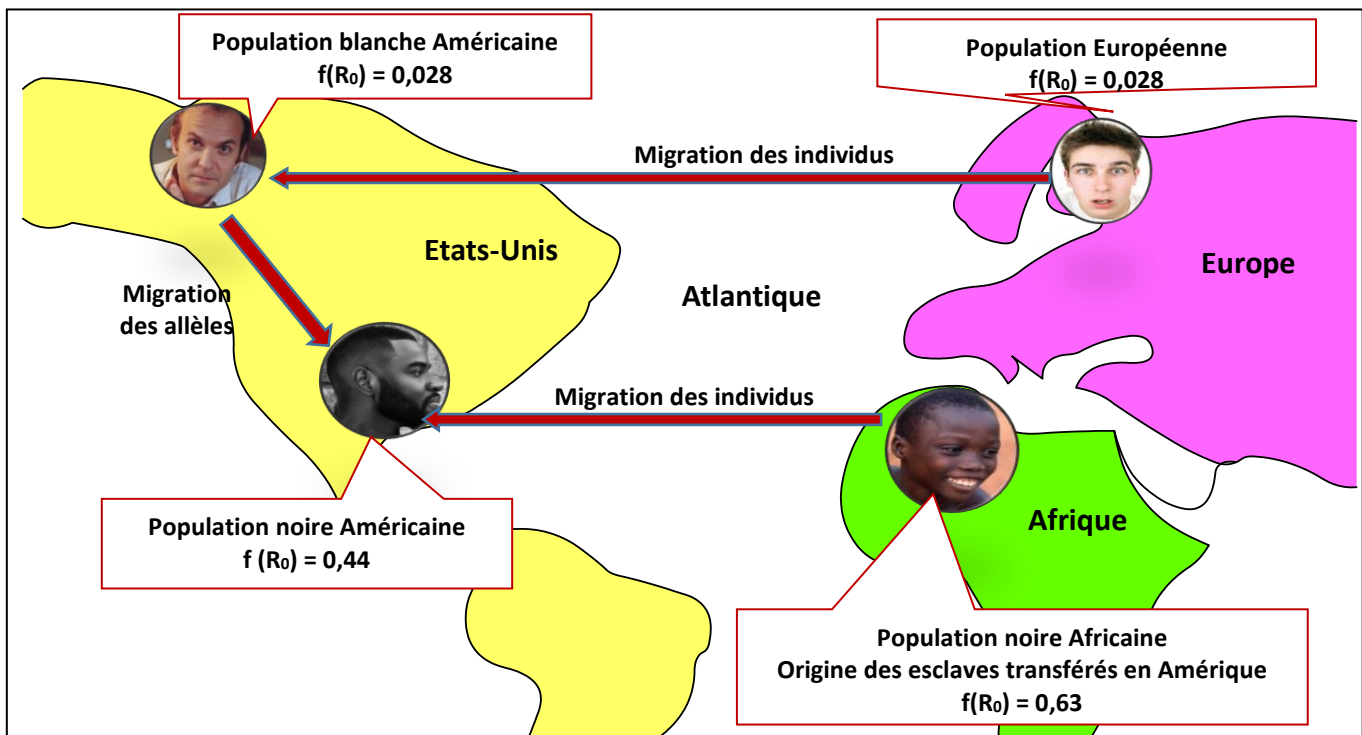 Population blanche Américaine
f(R₀) = 0,028
Population Européenne
f(R₀) = 0,028
Migration des individus
Etats-Unis
Europe
Atlantique
Migration
des allèles
Migration des individus
Population noire Américaine
f (R₀) = 0,44
Afrique
Population noire Africaine
Origine des esclaves transférés en Amérique
f(R₀) = 0,63